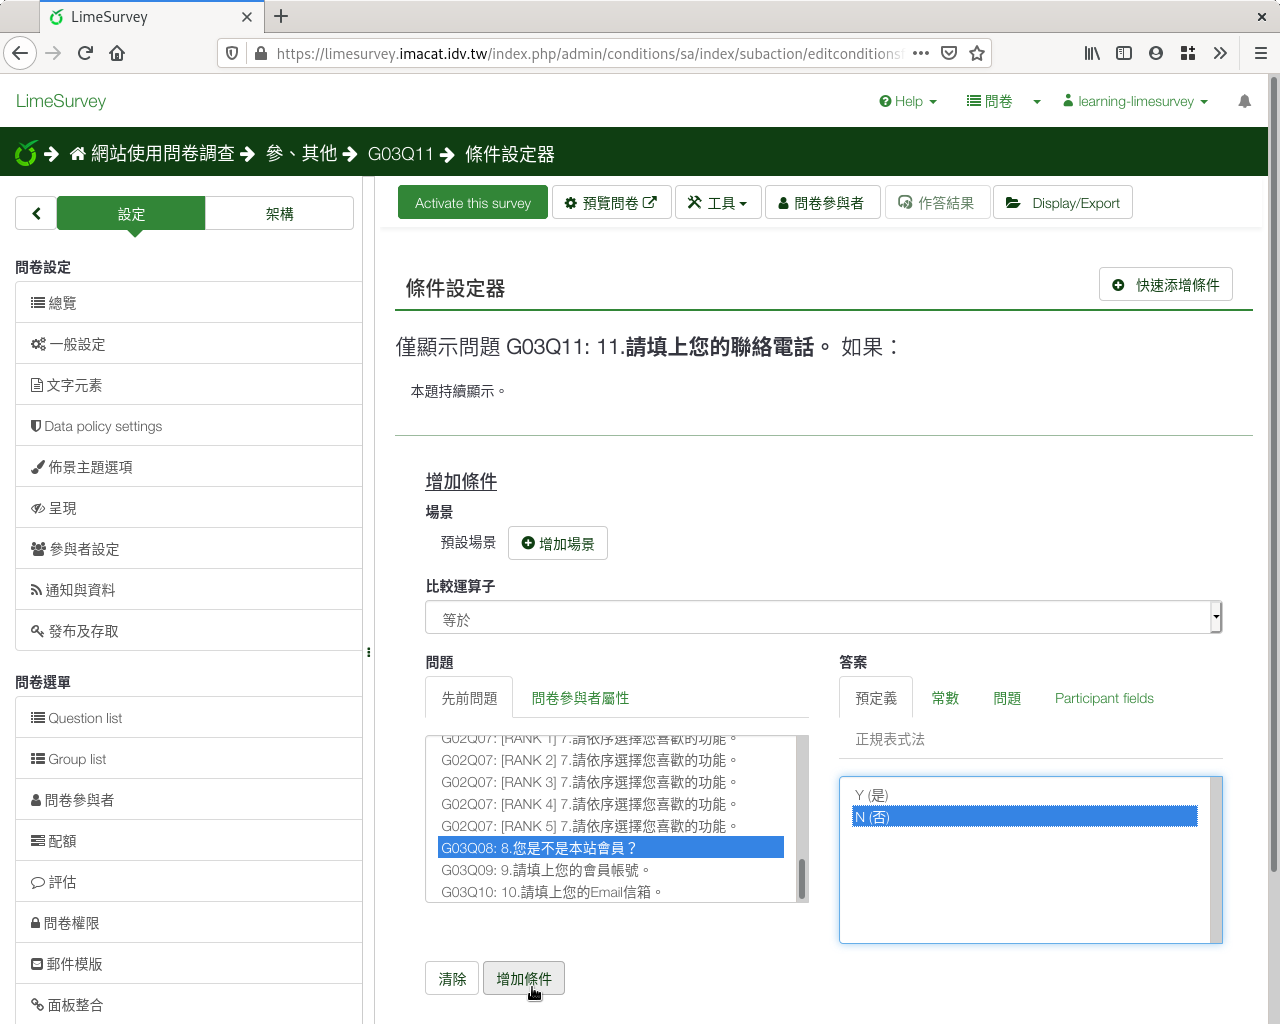 LimeSurvey
https://limesurvey.imacat.idv.tw/index.php/admin/conditions/sa/index/subaction/editconditions
LimeSurvey
Help
問卷
learning-limesurvey
網站使用問卷調查
參、其他
G03Q11
條件設定器
設定
架構
Activate this survey
預覽問卷
工具
問卷參與者
作答結果
Display/Export
問卷設定
總覽
一般設定
文字元素
Data policy settings
佈景主題選項
呈現
參與者設定
通知與資料
發布及存取
問卷選單
Question list
Group list
問卷參與者
配額
評估
問卷權限
郵件模版
面板整合
條件設定器
快速添增條件
僅顯示問題 G03Q11: 11.請填上您的聯絡電話。 如果：
本題持續顯示。
增加條件
場景
預設場景
增加場景
比較運算子
等於
問題
先前問題
問卷參與者屬性
G02Q07: [RANK 1] 7.請依序選擇您喜歡的功能。
G02Q07: [RANK 2] 7.請依序選擇您喜歡的功能。
G02Q07: [RANK 3] 7.請依序選擇您喜歡的功能。
G02Q07: [RANK 4] 7.請依序選擇您喜歡的功能。
G02Q07: [RANK 5] 7.請依序選擇您喜歡的功能。
G03Q08: 8.您是不是本站會員？
G03Q09: 9.請填上您的會員帳號。
G03Q10: 10.請填上您的Email信箱。
答案
預定義
常數
問題
Participant fields
正規表式法
Y (是)
N (否)
清除
增加條件